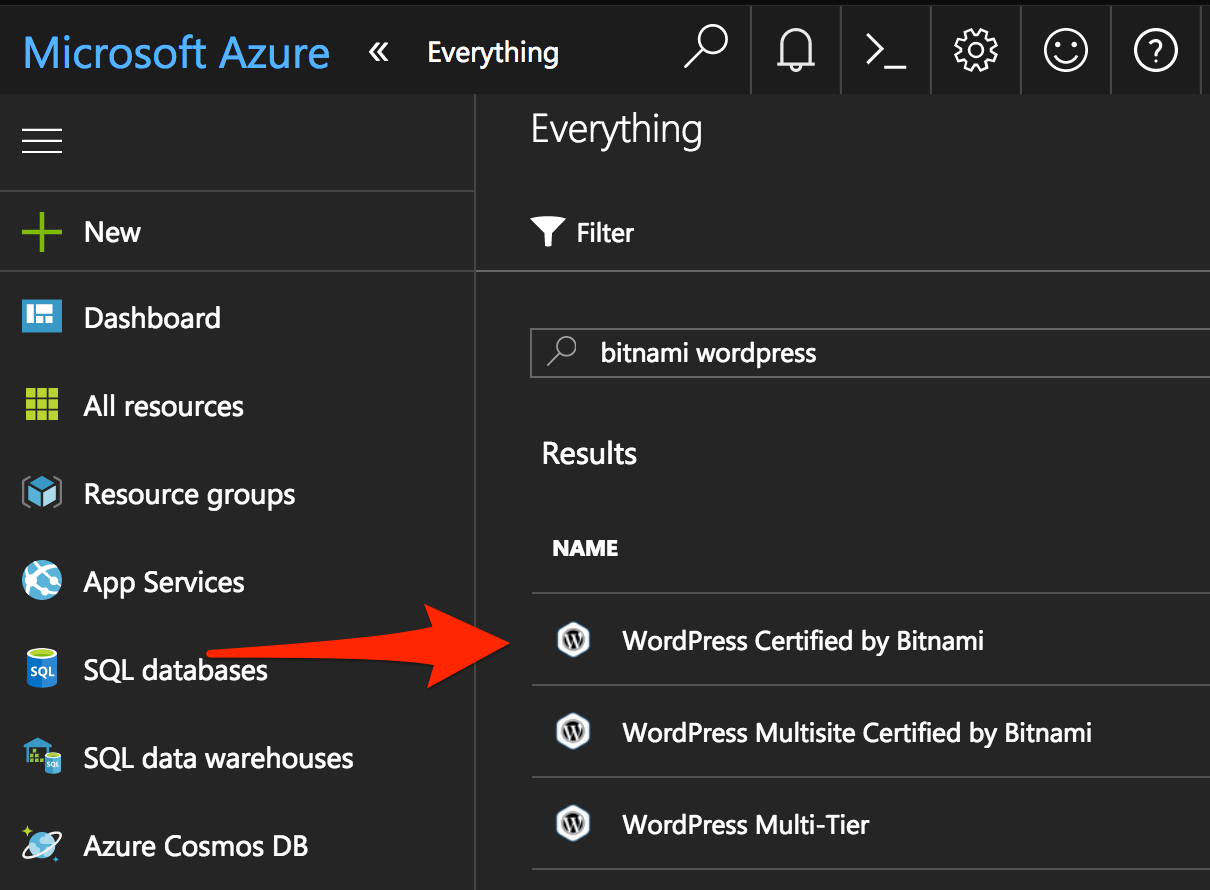 Microsoft Azure « Everything
Everything
New
Filter
Dashboard
bitnami wordpress
All resources
Results
Resource groups
NAME
App Services
WordPress Certified by Bitnami
SQL
SQL databases
WordPress Multisite Certified by Bitnami
SQL
SQL data warehouses
WordPress Multi-Tier
Azure Cosmos DB